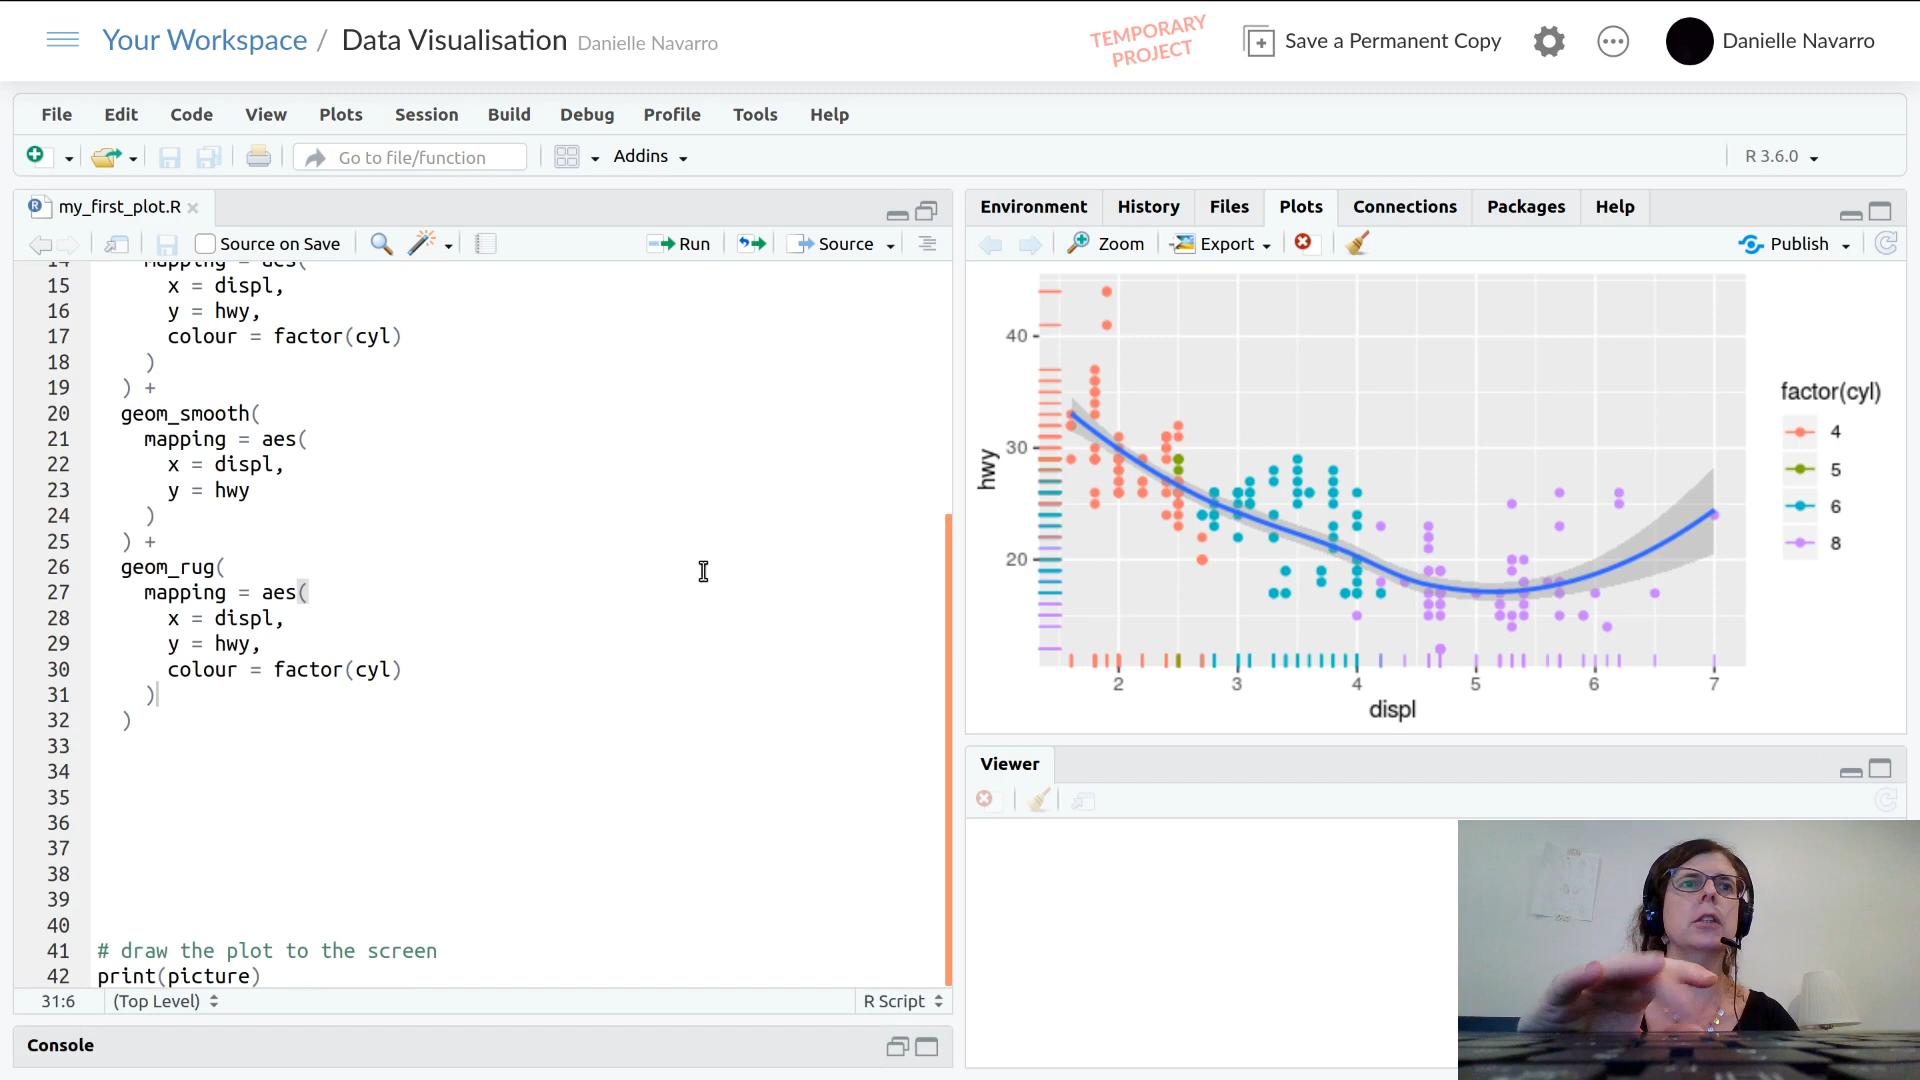 Your Workspace / Data Visualisation Danielle Navarro
TEMPORARY PROJECT
Save a Permanent Copy
Danielle Navarro
File Edit Code View Plots Session Build Debug Profile Tools Help
Go to file/function
Addins
R 3.6.0
my_first_plot.R
Source on Save
Run
Source
14 mapping = aes(
15 x = displ,
16 y = hwy,
17 colour = factor(cyl)
18 )
19 ) +
20 geom_smooth(
21 mapping = aes(
22 x = displ,
23 y = hwy
24 )
25 ) +
26 geom_rug(
27 mapping = aes(
28 x = displ,
29 y = hwy,
30 colour = factor(cyl)
31 )
32 )
33
34
35
36
37
38
39
40
41 # draw the plot to the screen
42 print(picture)
31:6 (Top Level) R Script
Console
Environment History Files Plots Connections Packages Help
Zoom Export Publish
40
30
20
hwy
2 3 4 5 6 7
displ
factor(cyl)
4
5
6
8
Viewer